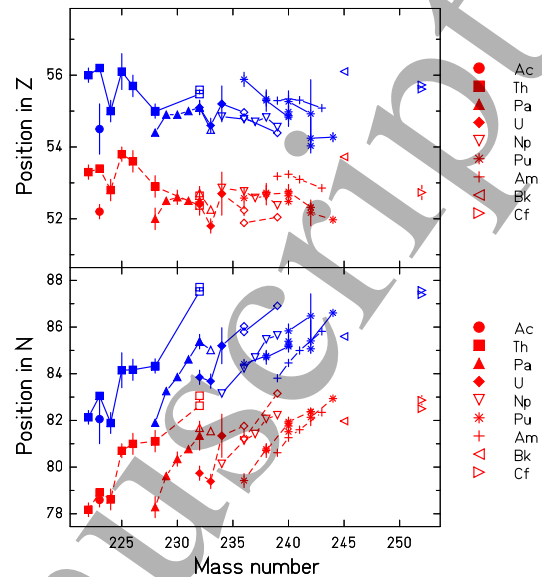 56
54
52
Position in Z
Ac
Th
Pa
U
Np
Pu
Am
Bk
Cf
88
86
84
82
80
78
Position in N
Ac
Th
Pa
U
Np
Pu
Am
Bk
Cf
225 230 235 240 245 250
Mass number
uscript